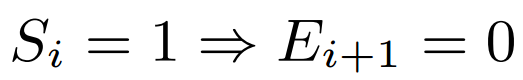 S_i = 1 ⇒ E_{i+1} = 0